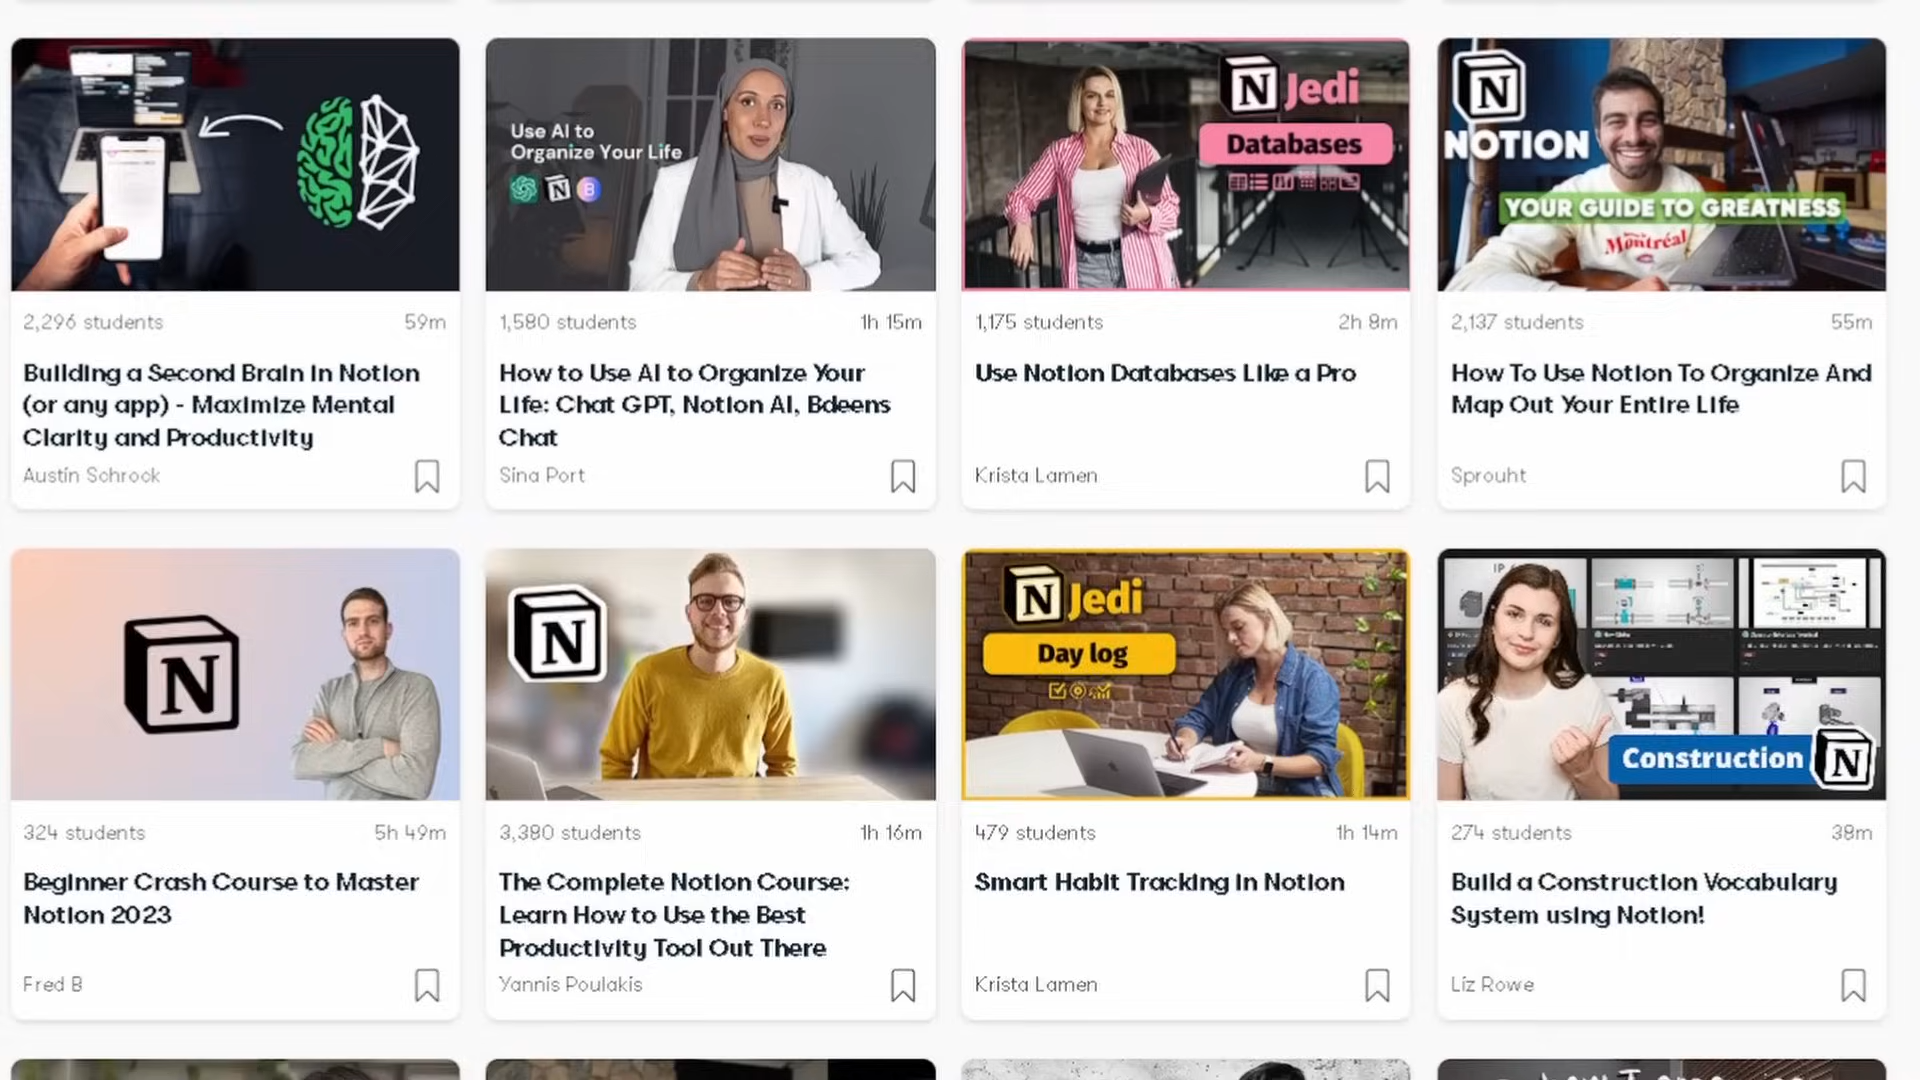 Use AI to
Organize Your Life
Jedi
Databases
NOTION
YOUR GUIDE TO GREATNESS
Montréal
2,296 students 59m
1,580 students 1h 15m
1,175 students 2h 8m
2,137 students 55m
Building a Second Brain in Notion
(or any app) - Maximize Mental
Clarity and Productivity
How to Use AI to Organize Your
Life: Chat GPT, Notion AI, Bdeens
Chat
Use Notion Databases Like a Pro
How To Use Notion To Organize And
Map Out Your Entire Life
Austin Schrock
Sina Port
Krista Lamen
Sprouht
N
N
Jedi
Day log
Construction
324 students 5h 49m
3,380 students 1h 16m
479 students 1h 14m
274 students 38m
Beginner Crash Course to Master
Notion 2023
The Complete Notion Course:
Learn How to Use the Best
Productivity Tool Out There
Smart Habit Tracking in Notion
Build a Construction Vocabulary
System using Notion!
Fred B
Yannis Poulakis
Krista Lamen
Liz Rowe